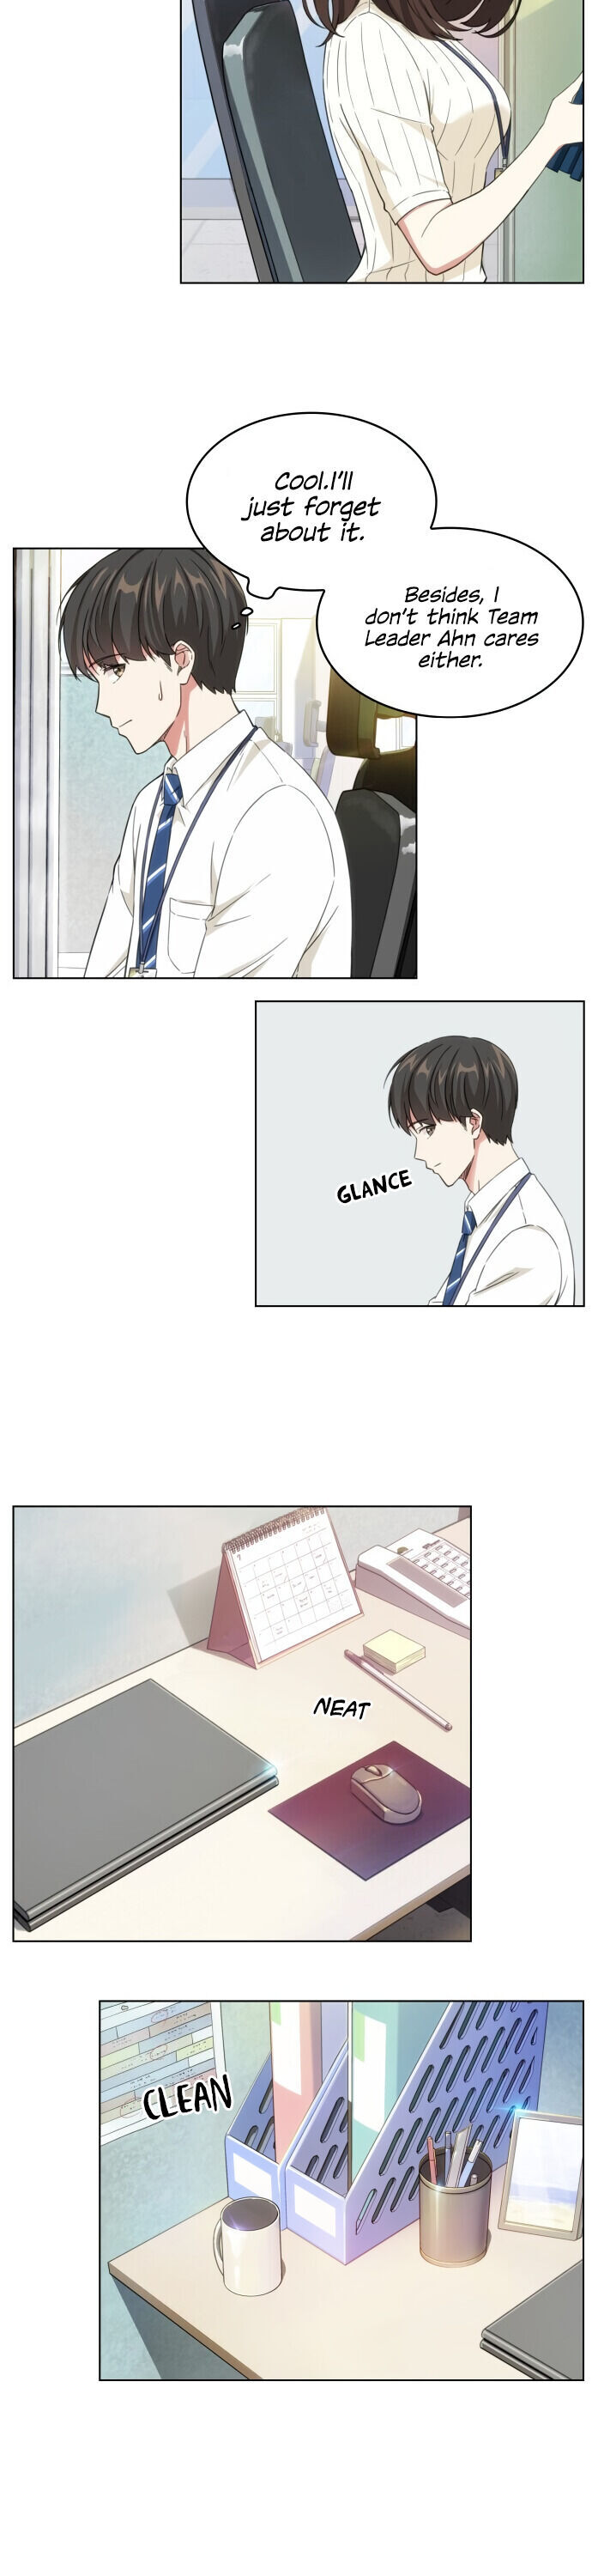 Cool.I'll
just forget
about it.
Besides, I
don't think Team
Leader Ahn cares
either.
GLANCE
NEAT
CLEAN